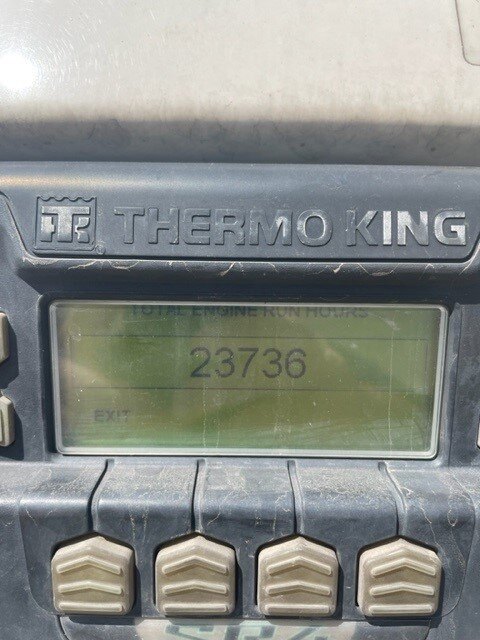 THERMO KING
TOTAL ENGINE RUN HOURS
23736
EXIT